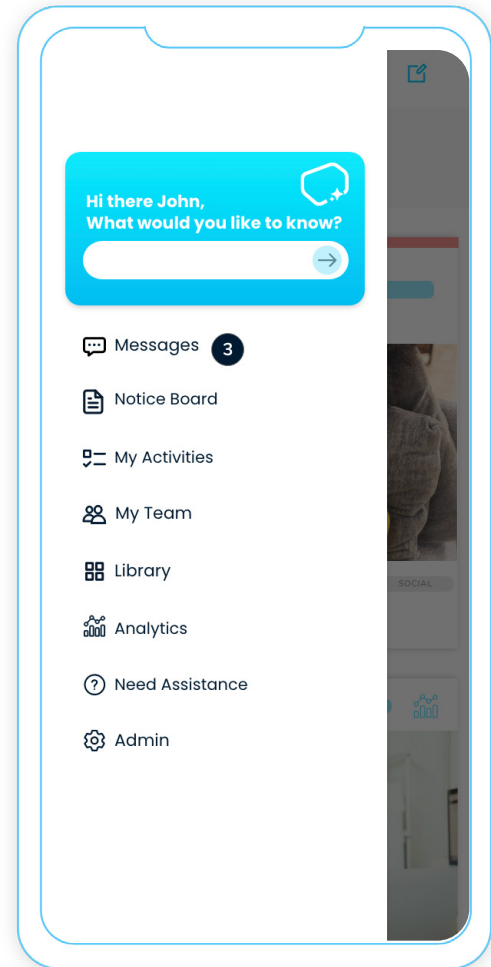 Hi there John,
What would you like to know?
Messages 3
Notice Board
My Activities
My Team
Library
Analytics
Need Assistance
Admin
SOCIAL